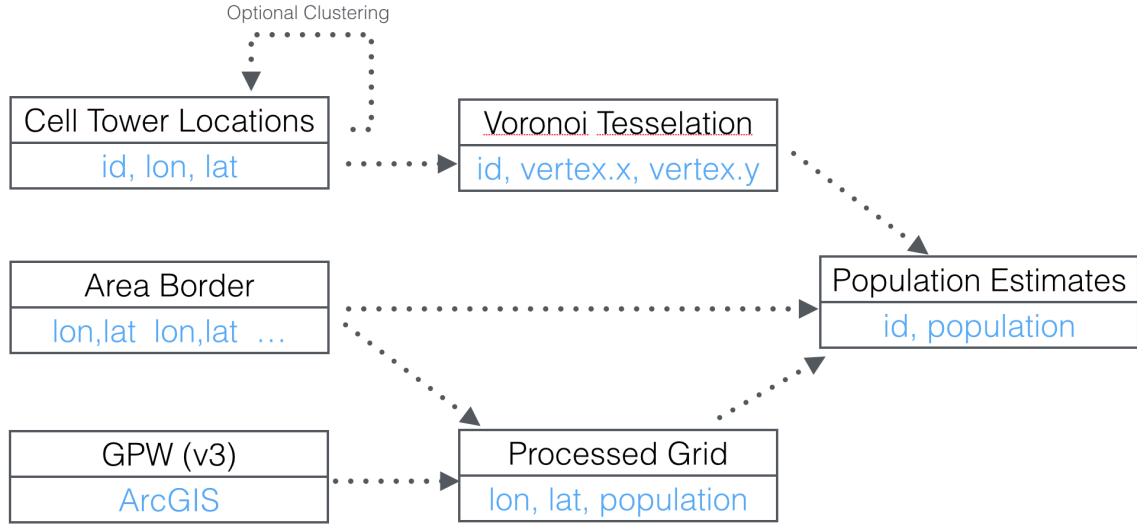 Optional Clustering
Cell Tower Locations
id, lon, lat
Voronoi Tesselation
id, vertex.x, vertex.y
Area Border
lon,lat lon,lat ...
Population Estimates
id, population
GPW (v3)
ArcGIS
Processed Grid
lon, lat, population